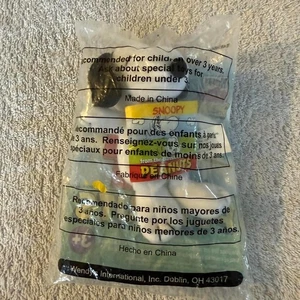 commended for children over 3 years.
Ask about special toys for
children under 3.
Made in China
SNOOPY
ecommandé pour des enfants à partir
3 ans. Renseignez-vous sur nos jouets
spéciaux pour enfants de moins de 3 ans.
PEANUTS
Fabriqué en Chine
Recomendado para niños mayores de
3 años. Pregunte por los juguetes
especiales para niños menores de 3 años.
Hecho en China
Wendy's International, Inc. Dublin, OH 43017